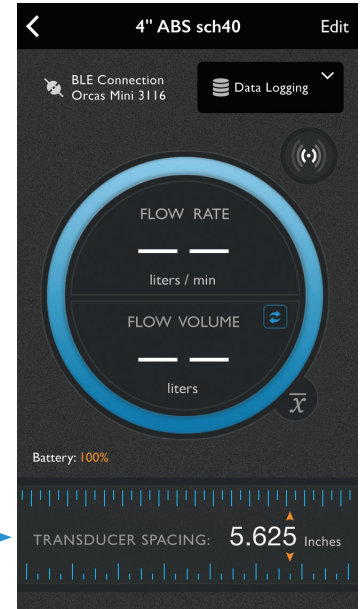 4" ABS sch40 Edit
BLE Connection
Orcas Mini 3116
Data Logging
FLOW RATE
— —
liters / min
FLOW VOLUME
— —
liters
x̅
Battery: 100%
TRANSDUCER SPACING: 5.625 Inches